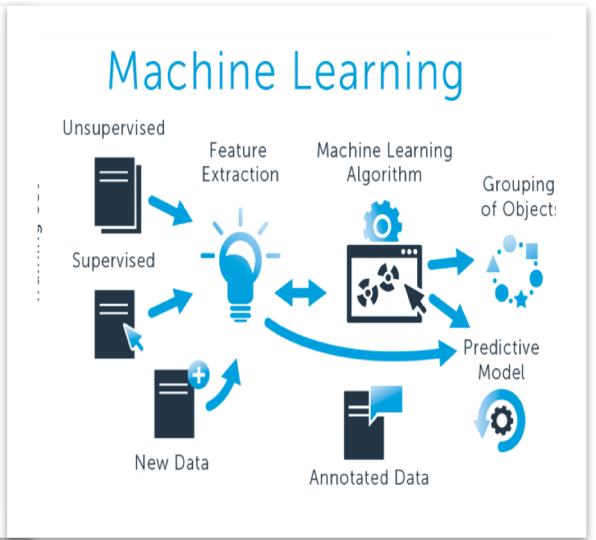 Machine Learning
Unsupervised
Feature
Extraction
Machine Learning
Algorithm
Grouping
of Objects
Supervised
Predictive
Model
New Data
Annotated Data